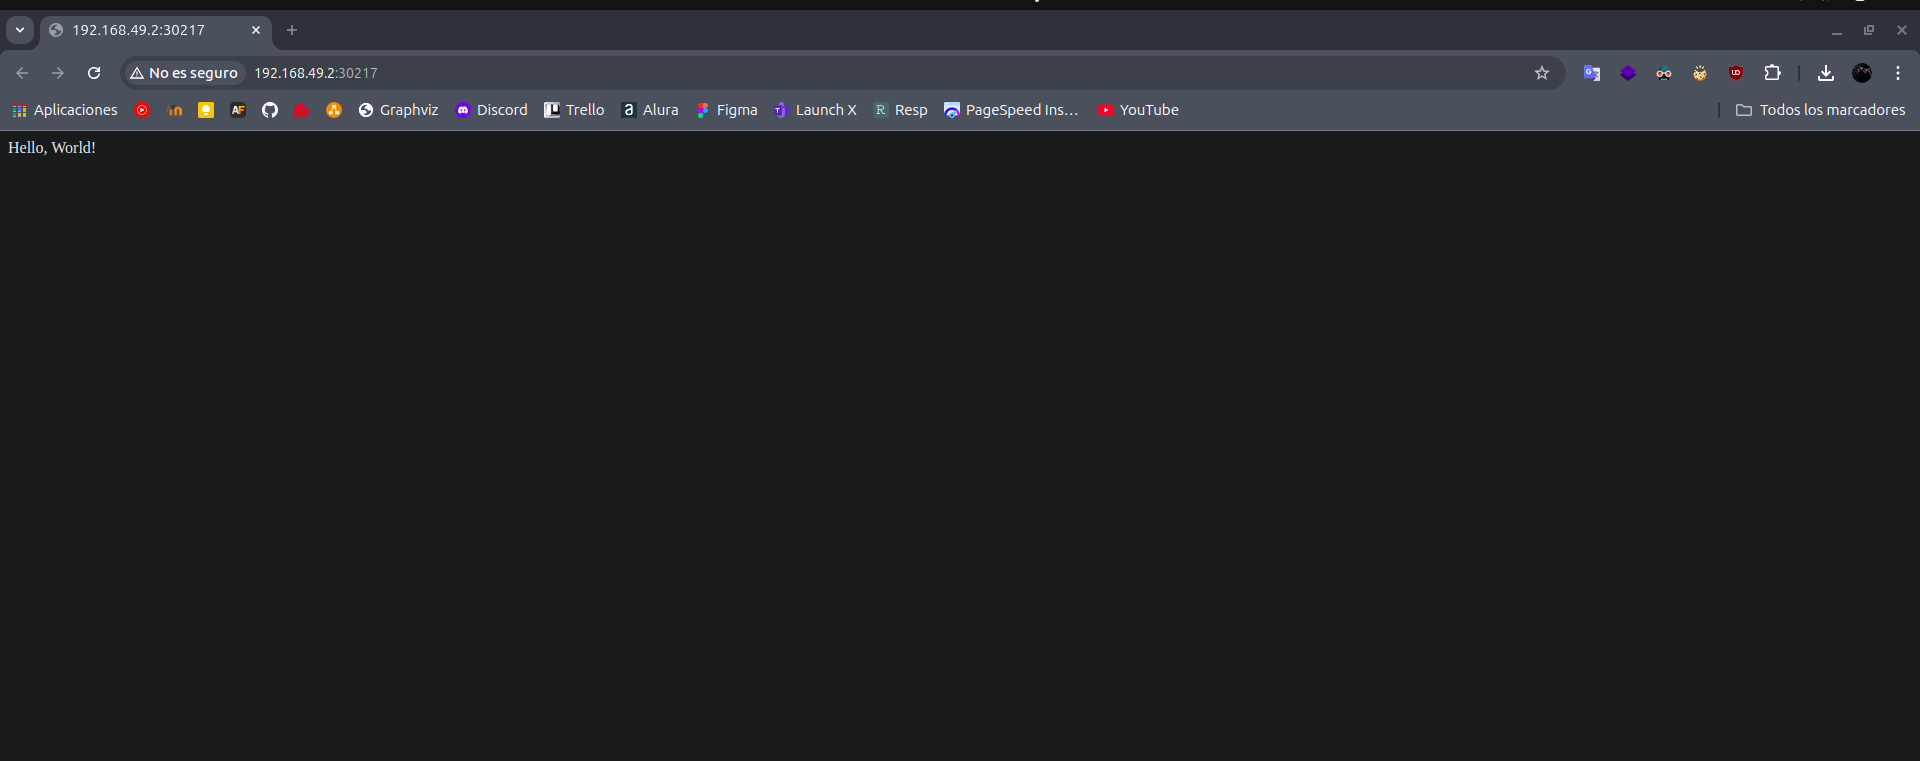 192.168.49.2:30217
No es seguro 192.168.49.2:30217
Aplicaciones AF Graphviz Discord Trello a Alura Figma T Launch X R Resp PageSpeed Ins... YouTube Todos los marcadores
Hello, World!